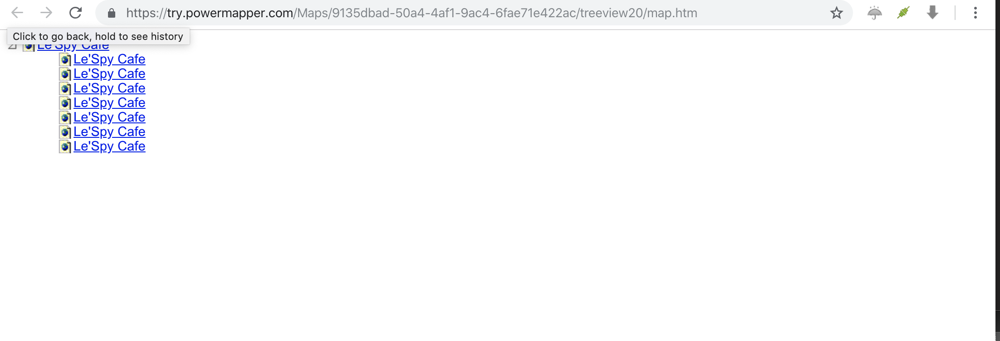 https://try.powermapper.com/Maps/9135dbad-50a4-4af1-9ac4-6fae71e422ac/treeview20/map.htm
Click to go back, hold to see history
Le'Spy Cafe
Le'Spy Cafe
Le'Spy Cafe
Le'Spy Cafe
Le'Spy Cafe
Le'Spy Cafe
Le'Spy Cafe
Le'Spy Cafe